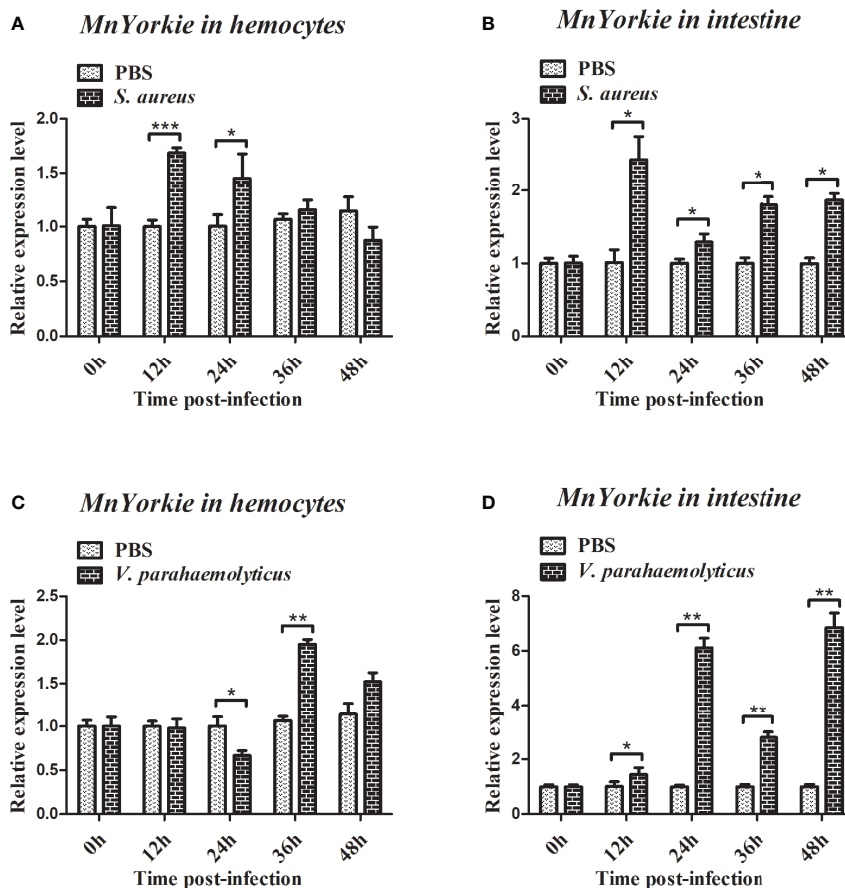 A
MnYorkie in hemocytes
PBS
S. aureus
Relative expression level
2.0
1.5
1.0
0.5
0.0
***
*
0h
12h
24h
36h
48h
Time post-infection
B
MnYorkie in intestine
PBS
S. aureus
Relative expression level
3
2
1
0
*
*
*
*
0h
12h
24h
36h
48h
Time post-infection
C
MnYorkie in hemocytes
PBS
V. parahaemolyticus
Relative expression level
2.5
2.0
1.5
1.0
0.5
0.0
*
**
0h
12h
24h
36h
48h
Time post-infection
D
MnYorkie in intestine
PBS
V. parahaemolyticus
Relative expression level
8
6
4
2
0
*
**
**
**
0h
12h
24h
36h
48h
Time post-infection